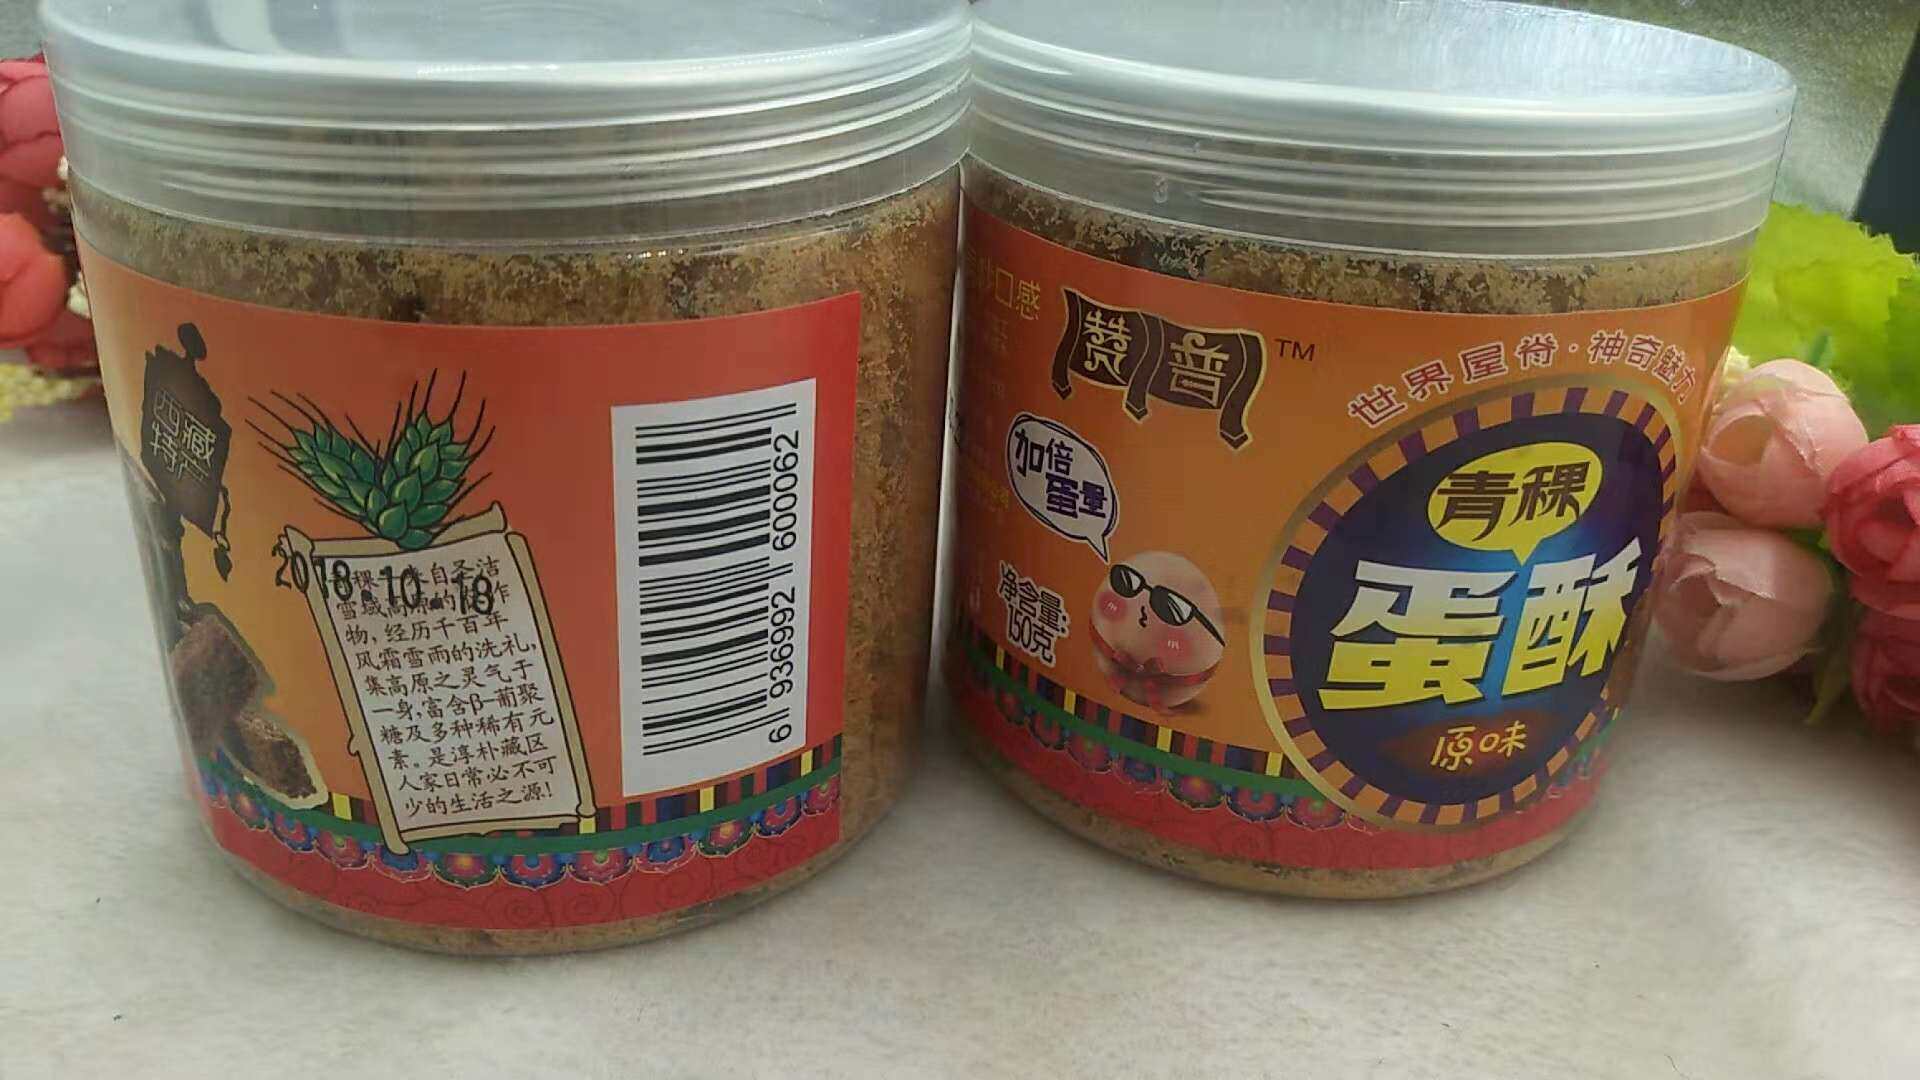 西藏
特产
2018.10.18
稞 来自圣洁
雪域高原的 作
物，经历千百年
风霜雪雨的洗礼，
集高原之灵气于
一身，富含β—葡聚
糖及多种稀有元
素。是淳朴藏区
人家日常必不可
少的生活之源！
6 936992 600062
口感
赞普 TM
世界屋脊·神奇魅力
加倍
蛋量
净含量：
150克
青稞
蛋酥
原味